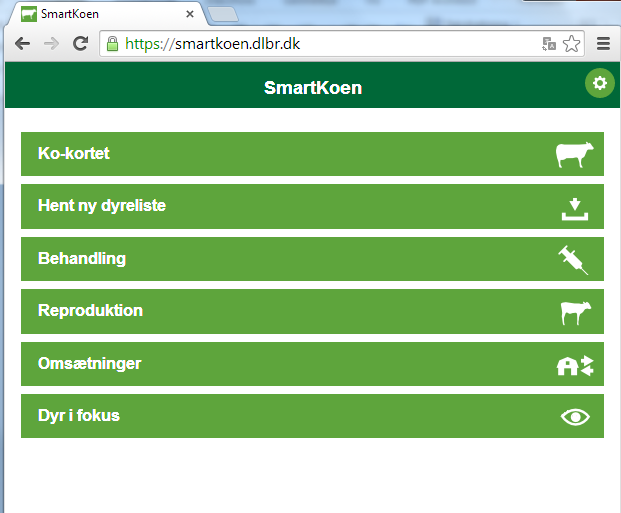 SmartKoen
https://smartkoen.dlbr.dk
SmartKoen
Ko-kortet
Hent ny dyreliste
Behandling
Reproduktion
Omsætninger
Dyr i fokus